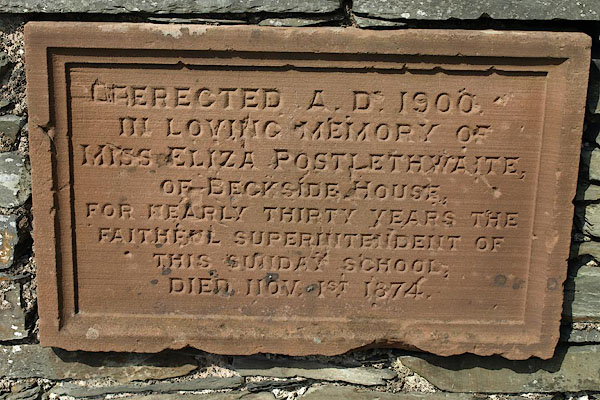 RE-ERECTED A.D. 1900.
IN LOVING MEMORY OF
MISS ELIZA POSTLETHWAITE,
OF BECKSIDE HOUSE,
FOR NEARLY THIRTY YEARS THE
FAITHFUL SUPERINTENDENT OF
THIS SUNDAY SCHOOL,
DIED NOV. 1ST 1874.